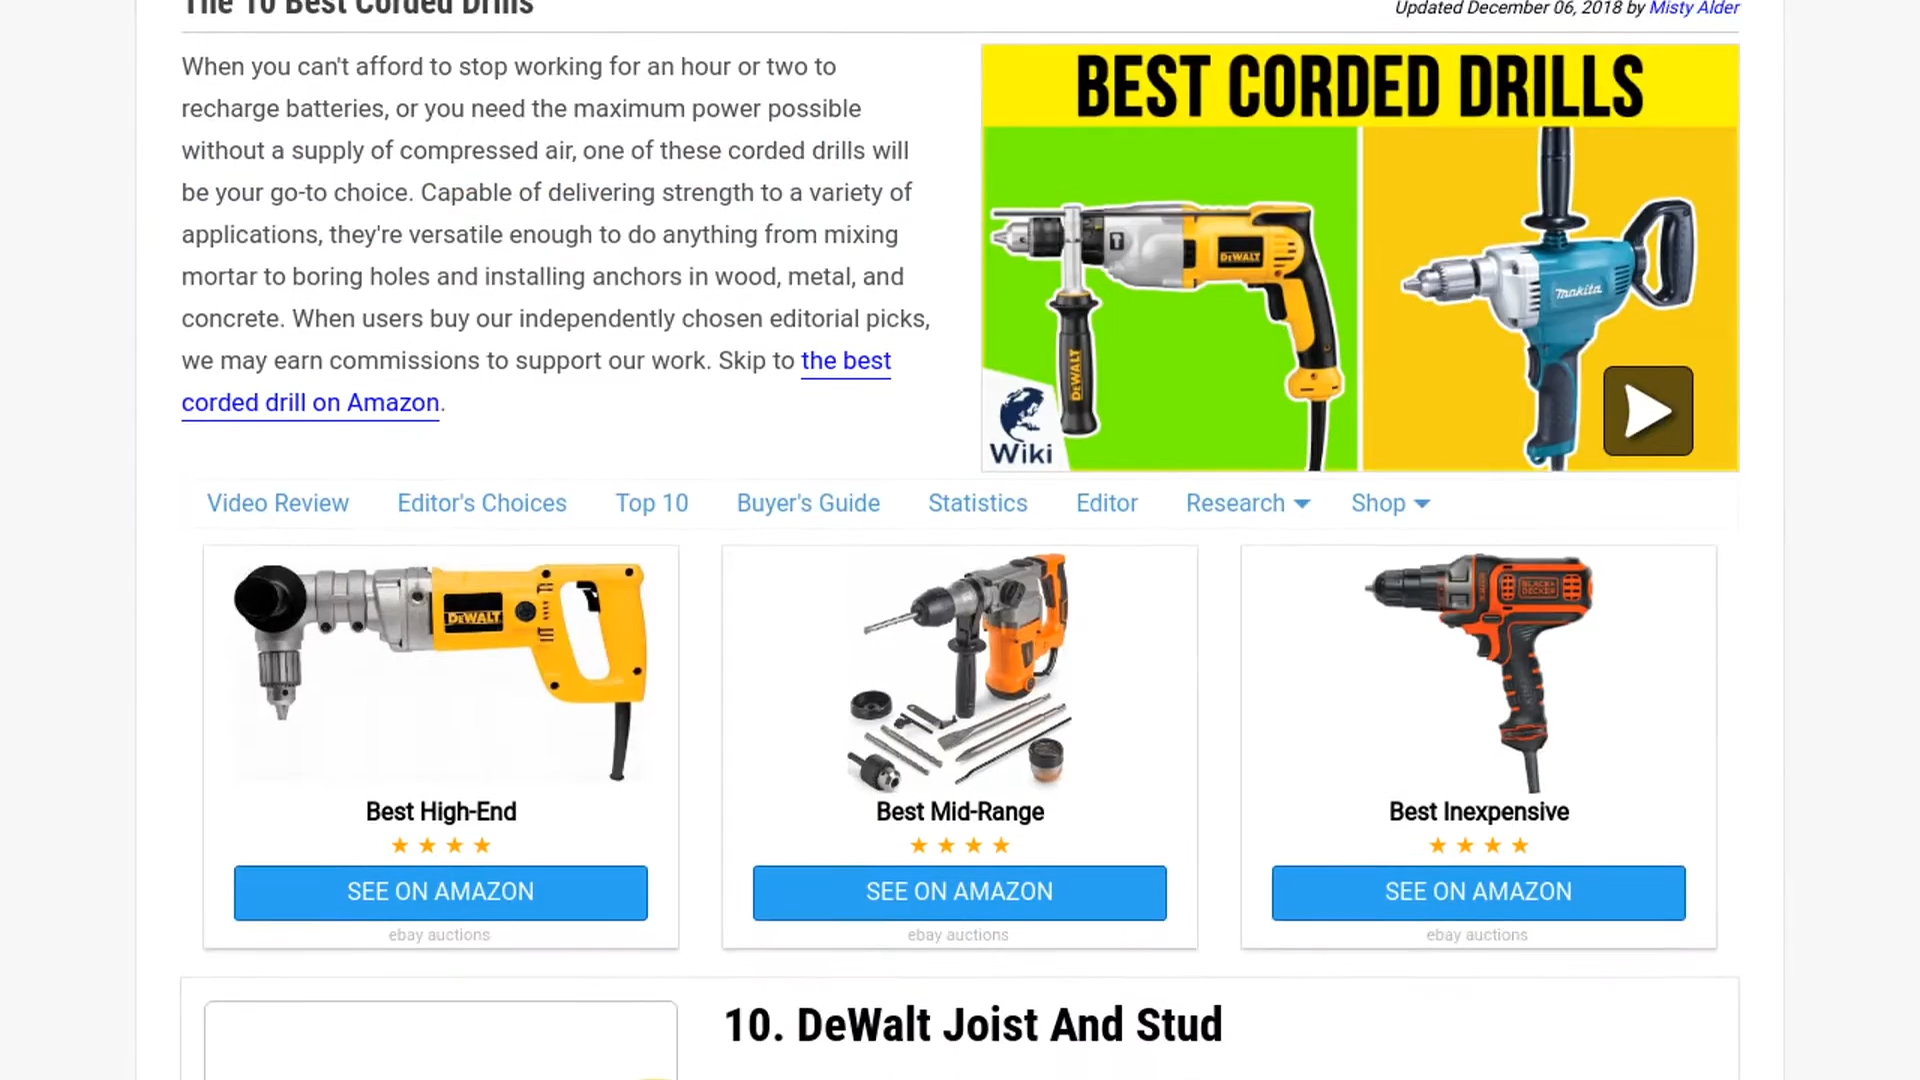 The 10 Best Corded Drills
Updated December 06, 2018 by Misty Alder
When you can't afford to stop working for an hour or two to
recharge batteries, or you need the maximum power possible
without a supply of compressed air, one of these corded drills will
be your go-to choice. Capable of delivering strength to a variety of
applications, they're versatile enough to do anything from mixing
mortar to boring holes and installing anchors in wood, metal, and
concrete. When users buy our independently chosen editorial picks,
we may earn commissions to support our work. Skip to the best
corded drill on Amazon.
BEST CORDED DRILLS
DEWALT
DEWALT
makita
Wiki
Video Review Editor's Choices Top 10 Buyer's Guide Statistics Editor Research Shop
DEWALT
BLACK+
DECKER
Best High-End
Best Mid-Range
Best Inexpensive
SEE ON AMAZON
SEE ON AMAZON
SEE ON AMAZON
ebay auctions
ebay auctions
ebay auctions
10. DeWalt Joist And Stud